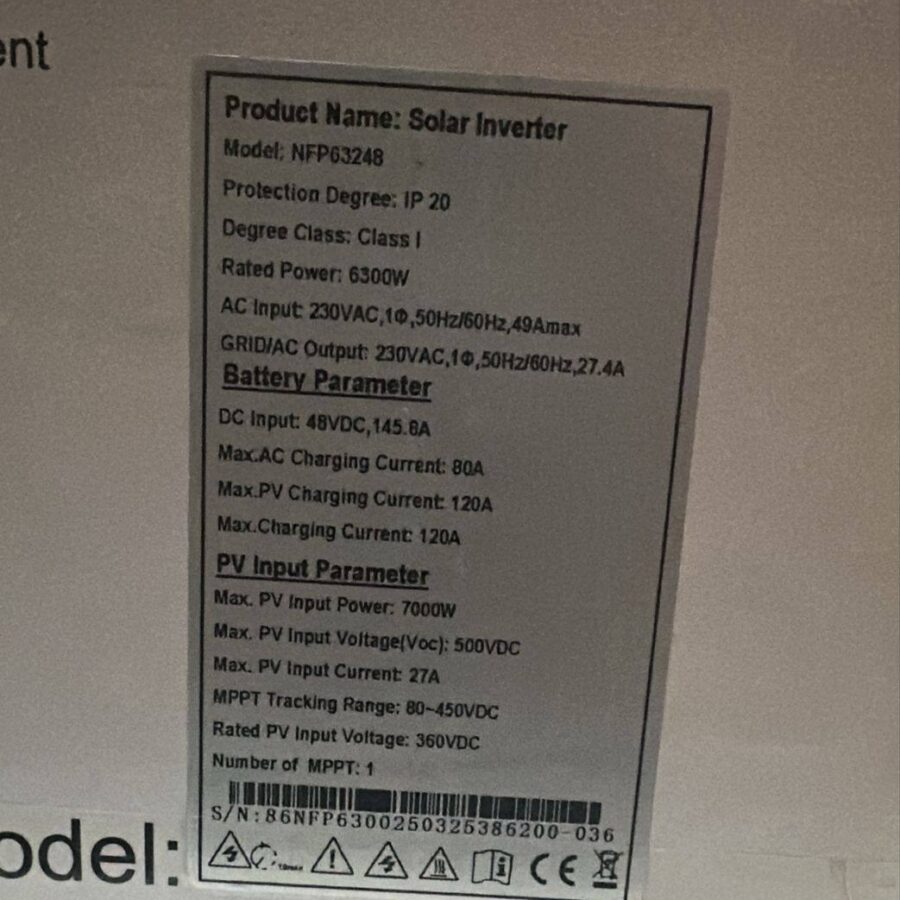 ent
Product Name: Solar Inverter
Model: NFP63248
Protection Degree: IP 20
Degree Class: Class I
Rated Power: 6300W
AC Input: 230VAC,1Φ,50Hz/60Hz,49Amax
GRID/AC Output: 230VAC,1Φ,50Hz/60Hz,27.4A
Battery Parameter
DC Input: 48VDC,145.8A
Max.AC Charging Current: 80A
Max.PV Charging Current: 120A
Max.Charging Current: 120A
PV Input Parameter
Max. PV Input Power: 7000W
Max. PV Input Voltage(Voc): 500VDC
Max. PV Input Current: 27A
MPPT Tracking Range: 80~450VDC
Rated PV Input Voltage: 360VDC
Number of MPPT: 1
S/N:86NFP6300250325386200-036
CE
odel: